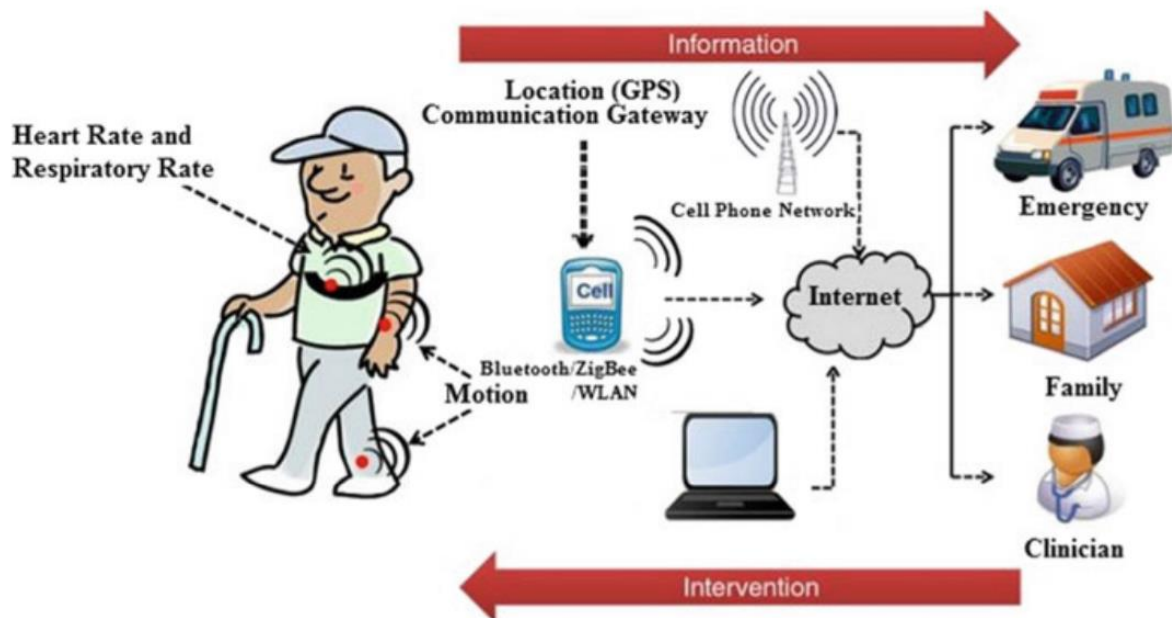 Information
Location (GPS)
Communication Gateway
Heart Rate and
Respiratory Rate
Cell Phone Network
Emergency
Cell
Internet
Bluetooth/ZigBee
/WLAN
Motion
Family
Clinician
Intervention